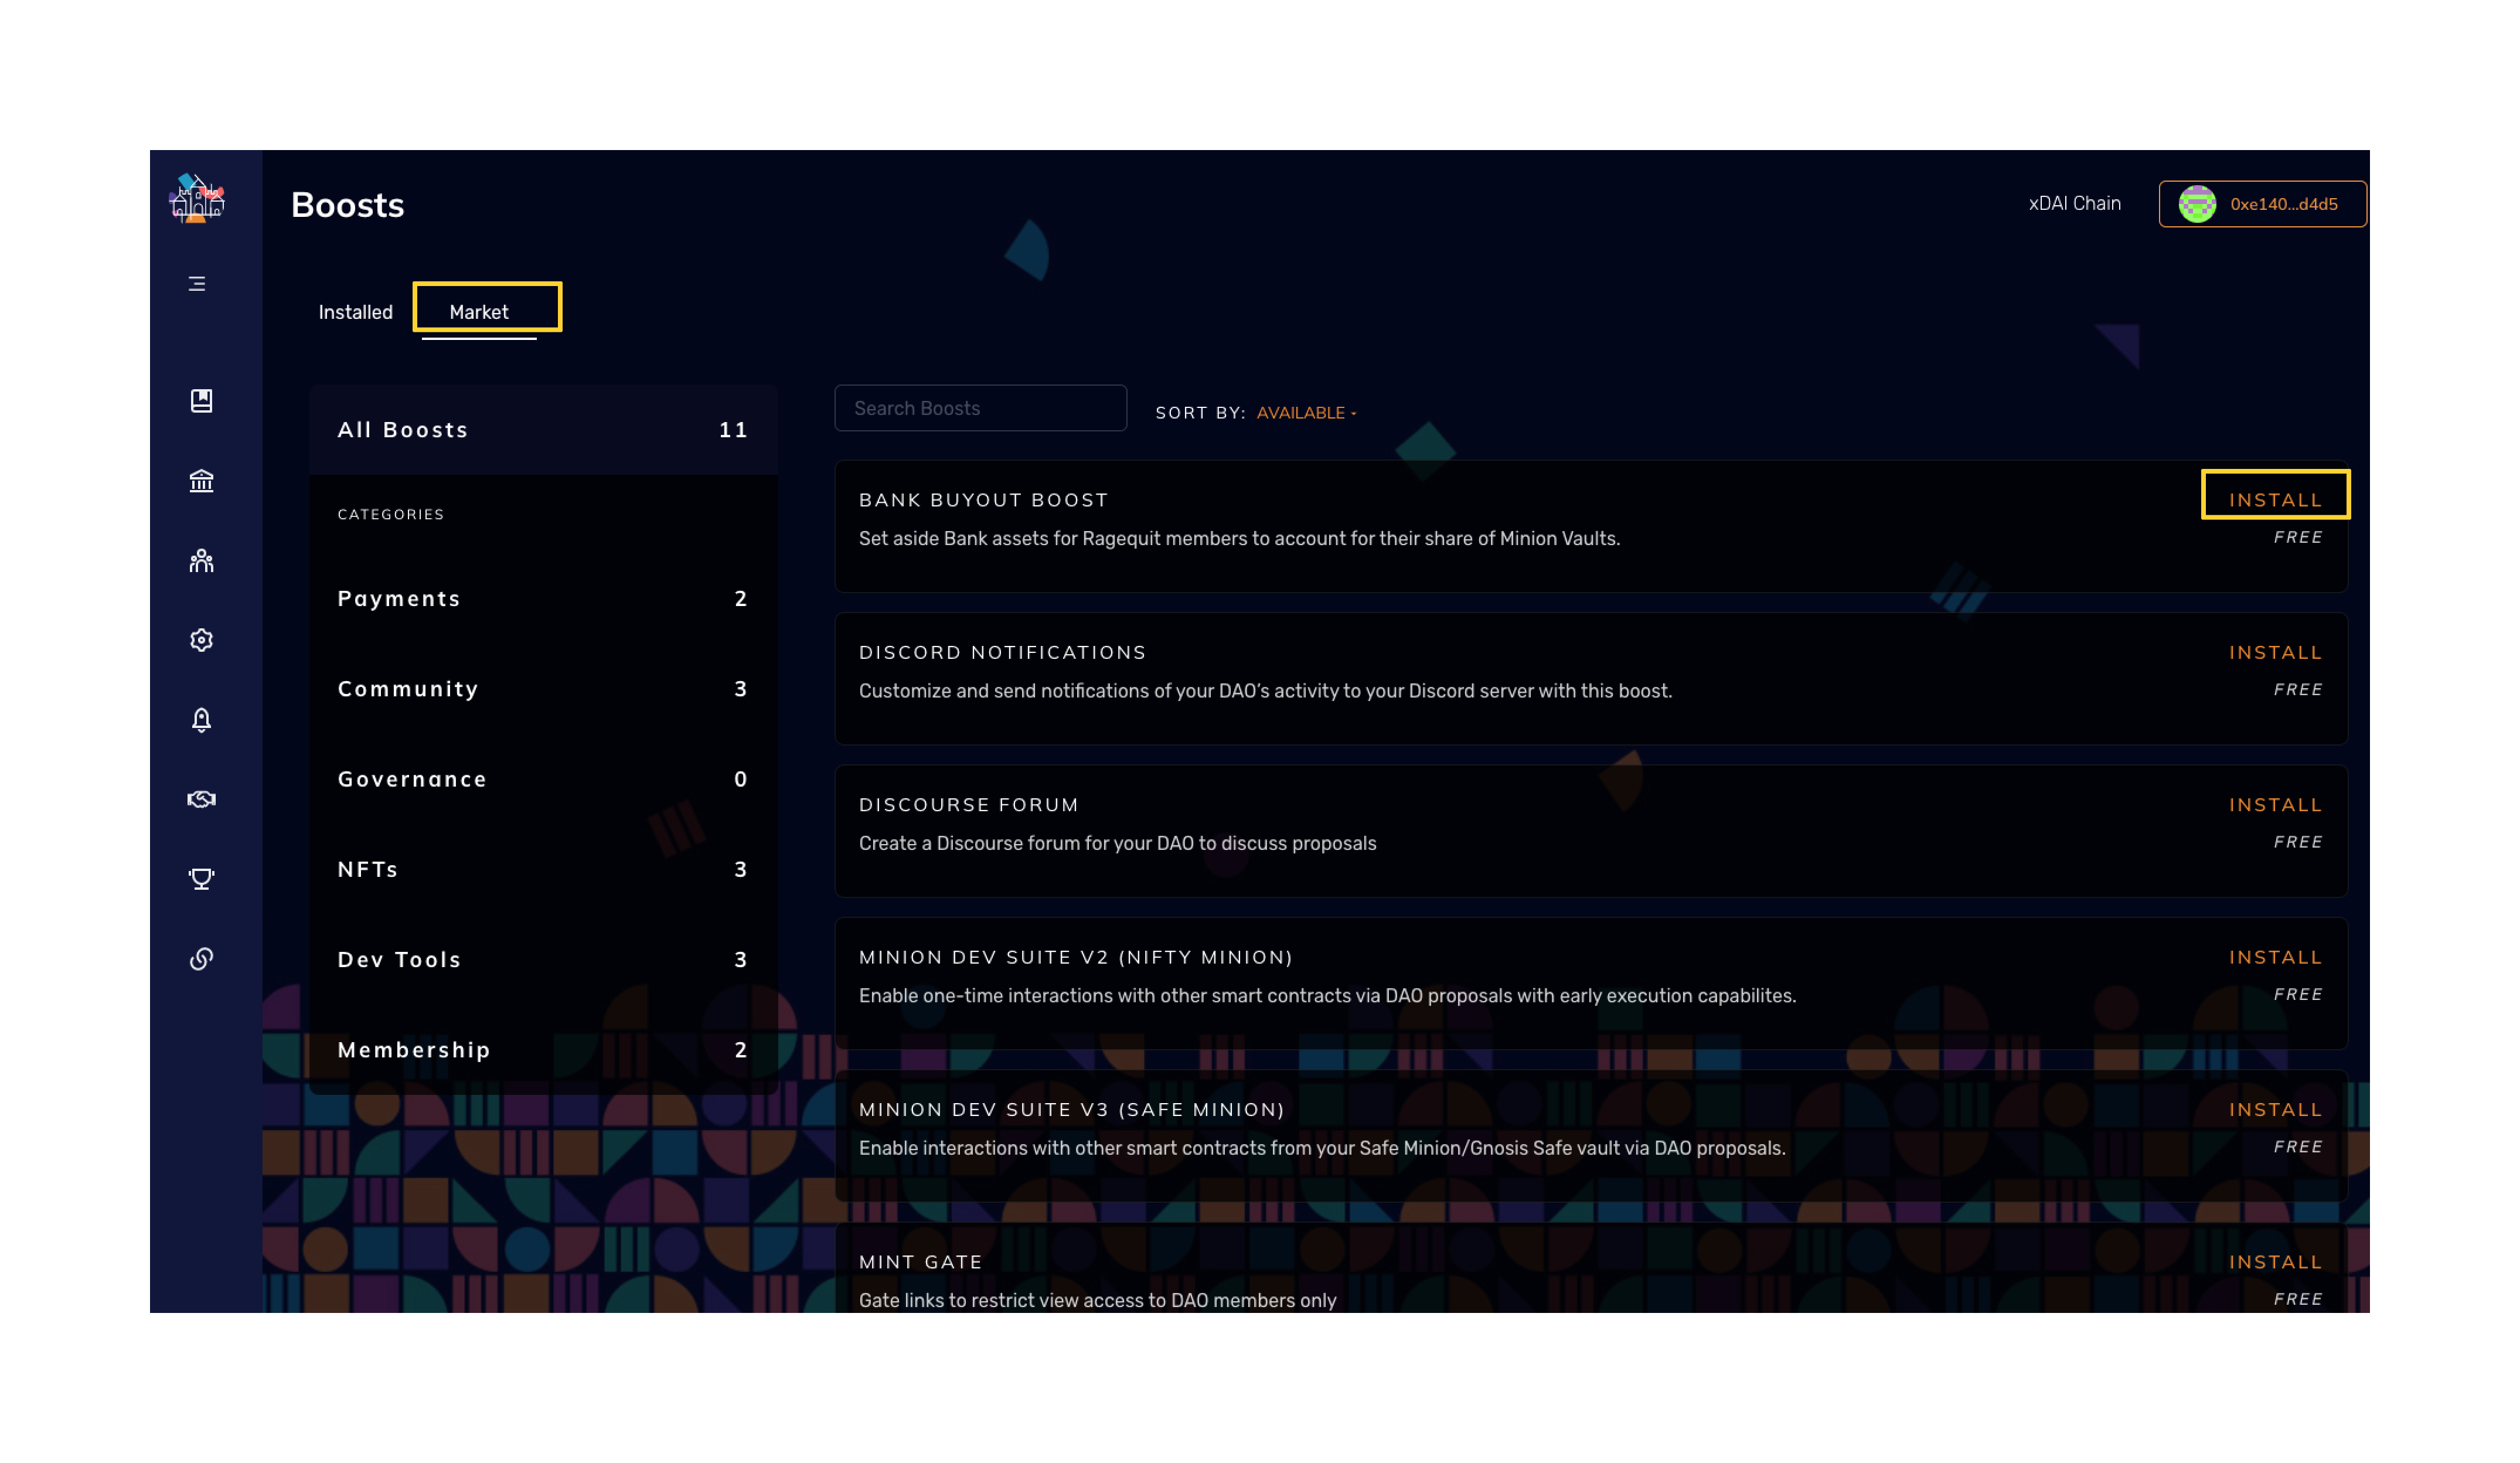 Boosts
xDAI Chain
0xe140...d4d5
Installed
Market
All Boosts 11
CATEGORIES
Payments 2
Community 3
Governance 0
NFTs 3
Dev Tools 3
Membership 2
Search Boosts
SORT BY: AVAILABLE
BANK BUYOUT BOOST
INSTALL
Set aside Bank assets for Ragequit members to account for their share of Minion Vaults.
FREE
DISCORD NOTIFICATIONS
INSTALL
Customize and send notifications of your DAO's activity to your Discord server with this boost.
FREE
DISCOURSE FORUM
INSTALL
Create a Discourse forum for your DAO to discuss proposals
FREE
MINION DEV SUITE V2 (NIFTY MINION)
INSTALL
Enable one-time interactions with other smart contracts via DAO proposals with early execution capabilites.
FREE
MINION DEV SUITE V3 (SAFE MINION)
INSTALL
Enable interactions with other smart contracts from your Safe Minion/Gnosis Safe vault via DAO proposals.
FREE
MINT GATE
INSTALL
Gate links to restrict view access to DAO members only
FREE